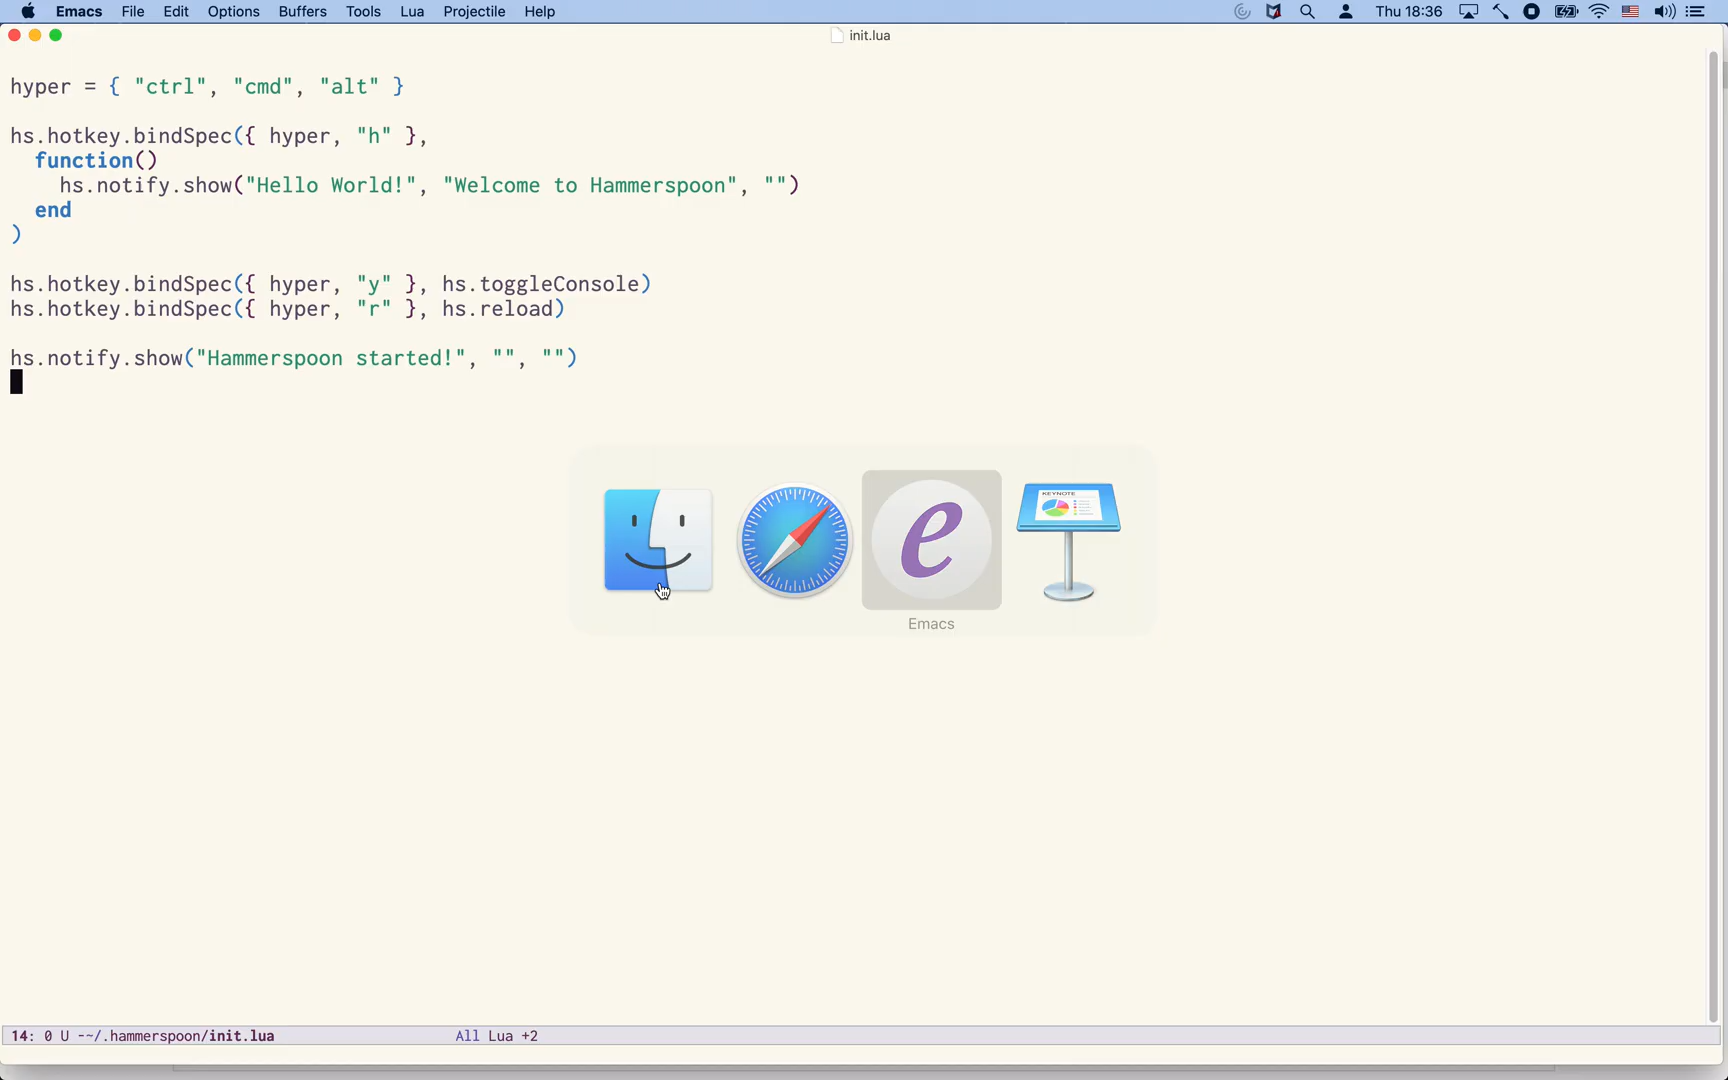 Emacs File Edit Options Buffers Tools Lua Projectile Help Thu 18:36
init.lua
hyper = { "ctrl", "cmd", "alt" }
hs.hotkey.bindSpec({ hyper, "h" },
function()
hs.notify.show("Hello World!", "Welcome to Hammerspoon", "")
end
)
hs.hotkey.bindSpec({ hyper, "y" }, hs.toggleConsole)
hs.hotkey.bindSpec({ hyper, "r" }, hs.reload)
hs.notify.show("Hammerspoon started!", "", "")
KEYNOTE
e
Emacs
14: 0 U --~/.hammerspoon/init.lua All Lua +2